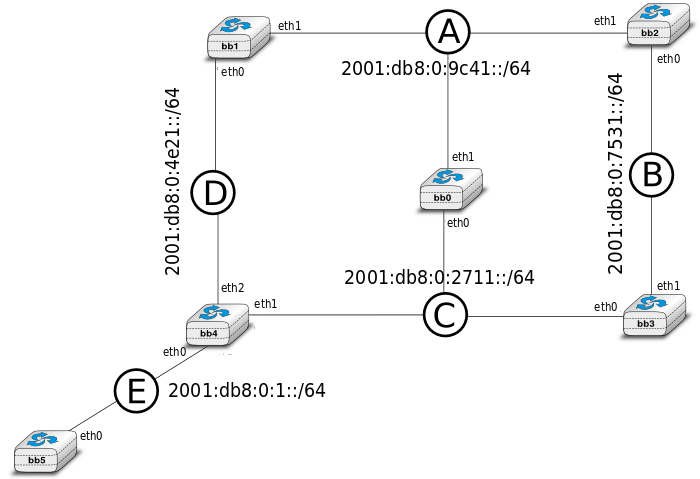 eth1
A
eth1
bb1
bb2
eth0
2001:db8:0:9c41::/64
eth0
2001:db8:0:4e21::/64
2001:db8:0:7531::/64
eth1
B
D
bb0
eth0
2001:db8:0:2711::/64
eth2
eth1
eth1
C
eth0
bb4
bb3
eth0
E
2001:db8:0:1::/64
eth0
bb5